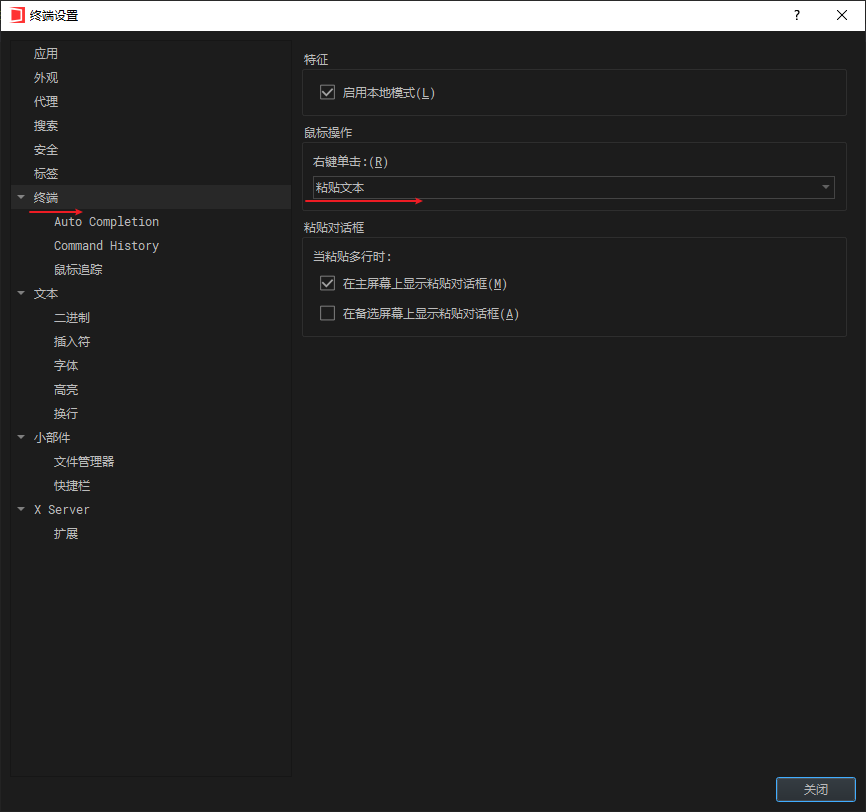 终端设置
?
应用
外观
代理
搜索
安全
标签
终端
Auto Completion
Command History
鼠标追踪
文本
二进制
插入符
字体
高亮
换行
小部件
文件管理器
快捷栏
X Server
扩展
特征
启用本地模式(L)
鼠标操作
右键单击:(R)
粘贴文本
粘贴对话框
当粘贴多行时:
在主屏幕上显示粘贴对话框(M)
在备选屏幕上显示粘贴对话框(A)
关闭